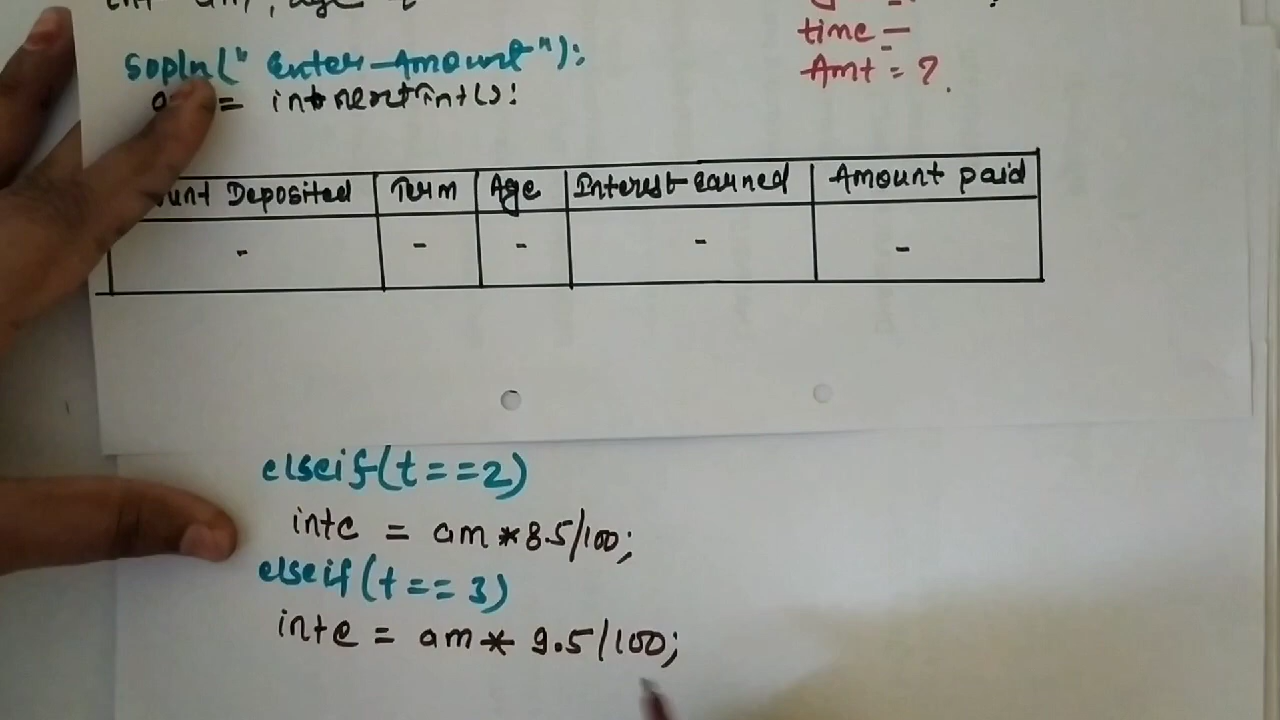 time —
Sopln(" Enter Amount");
Amt = ?
= int nextInt();
Deposited | Term | Age | Interest earned | Amount paid
- | - | - | - | -
elseif(t==2)
inte = am*8.5/100;
elseif(t==3)
inte = am* 9.5/100;